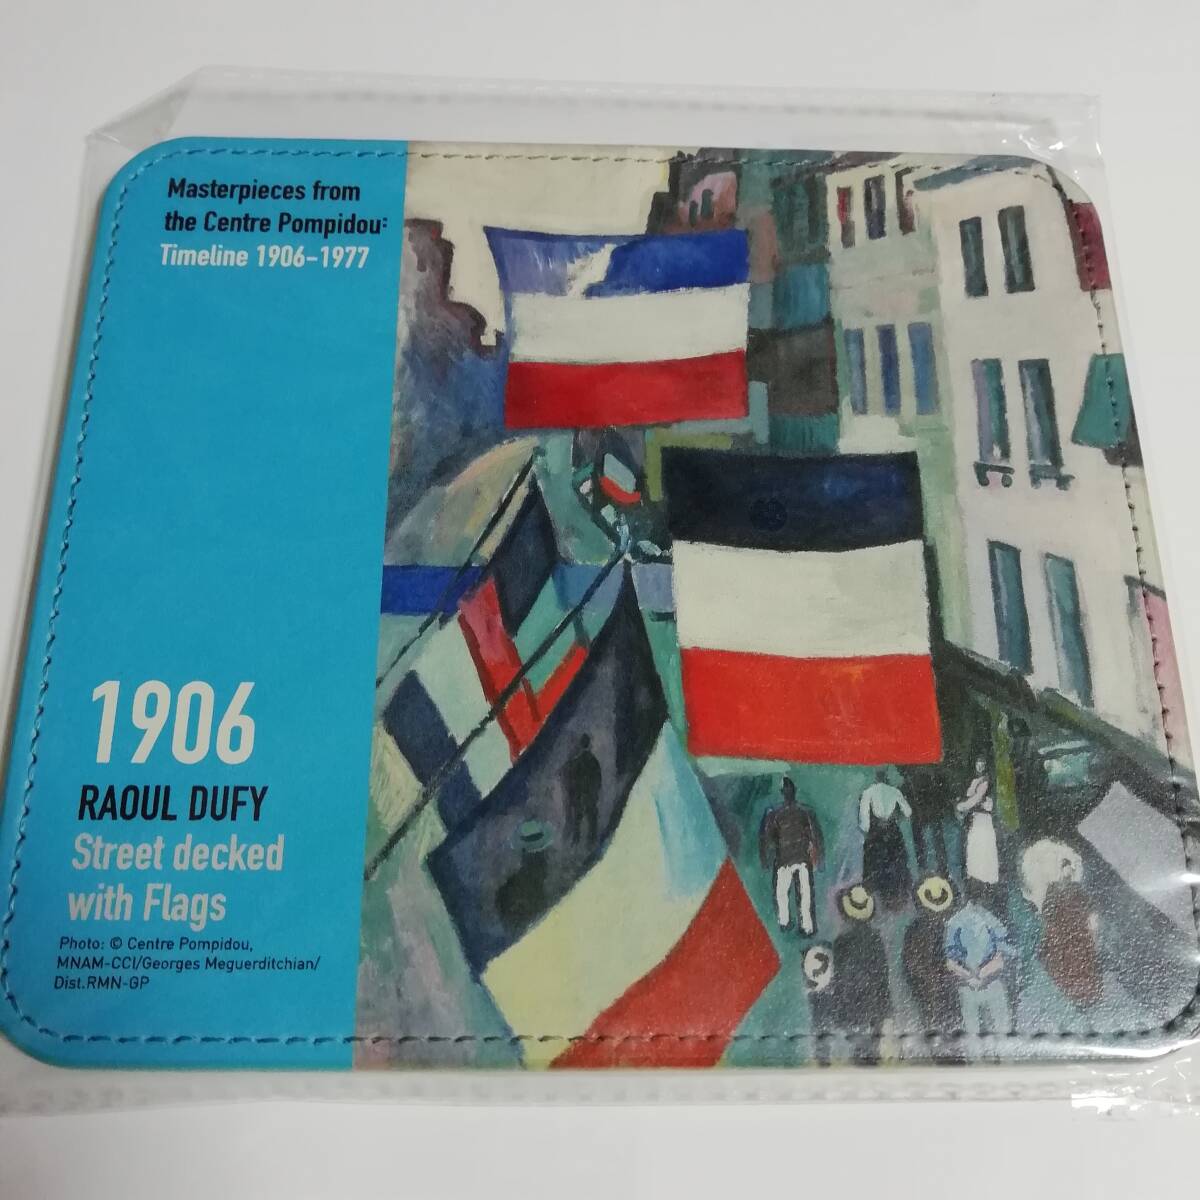 Masterpieces from
the Centre Pompidou:
Timeline 1906–1977
1906
RAOUL DUFY
Street decked
with Flags
Photo: © Centre Pompidou,
MNAM-CCI/Georges Meguerditchian/
Dist.RMN-GP